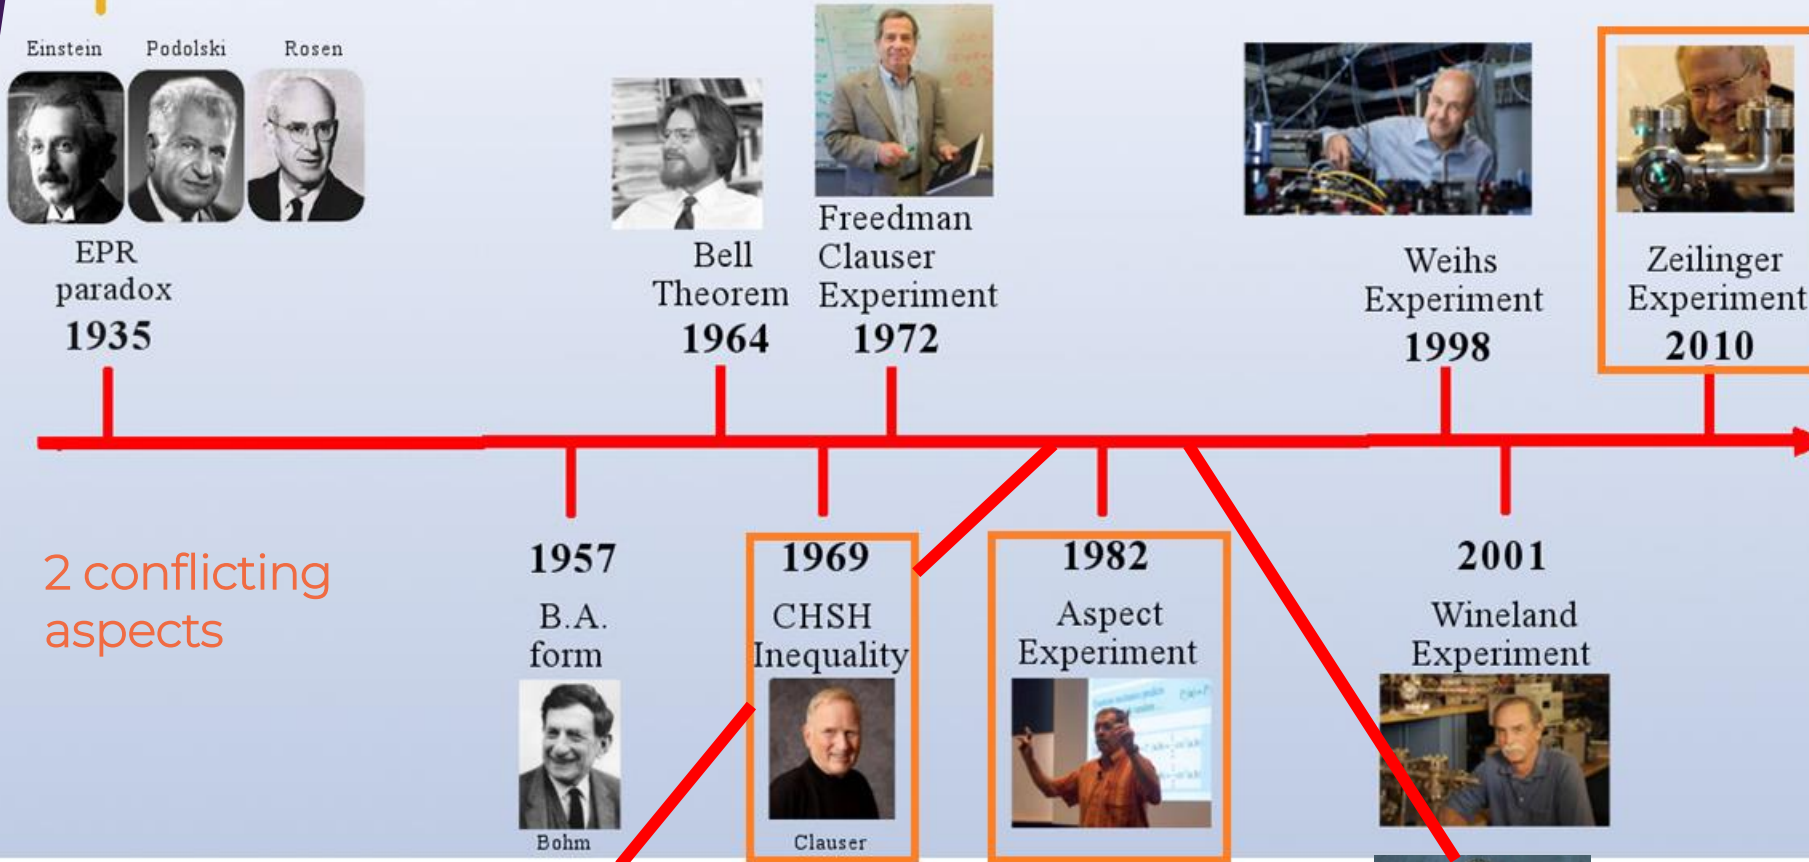 Einstein Podolski Rosen
EPR
paradox
1935
Bell
Theorem
1964
Freedman
Clauser
Experiment
1972
Weihs
Experiment
1998
Zeilinger
Experiment
2010
2 conflicting
aspects
1957
B.A.
form
Bohm
1969
CHSH
Inequality
Clauser
1982
Aspect
Experiment
2001
Wineland
Experiment